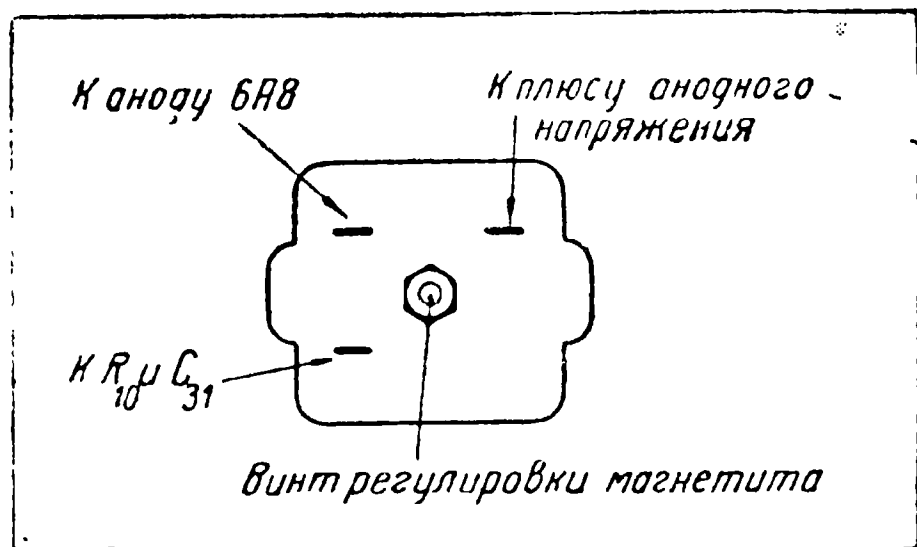 К аноду 6А8
К плюсу анодного
напряжения
К R10 и C31
Винт регулировки магнетита